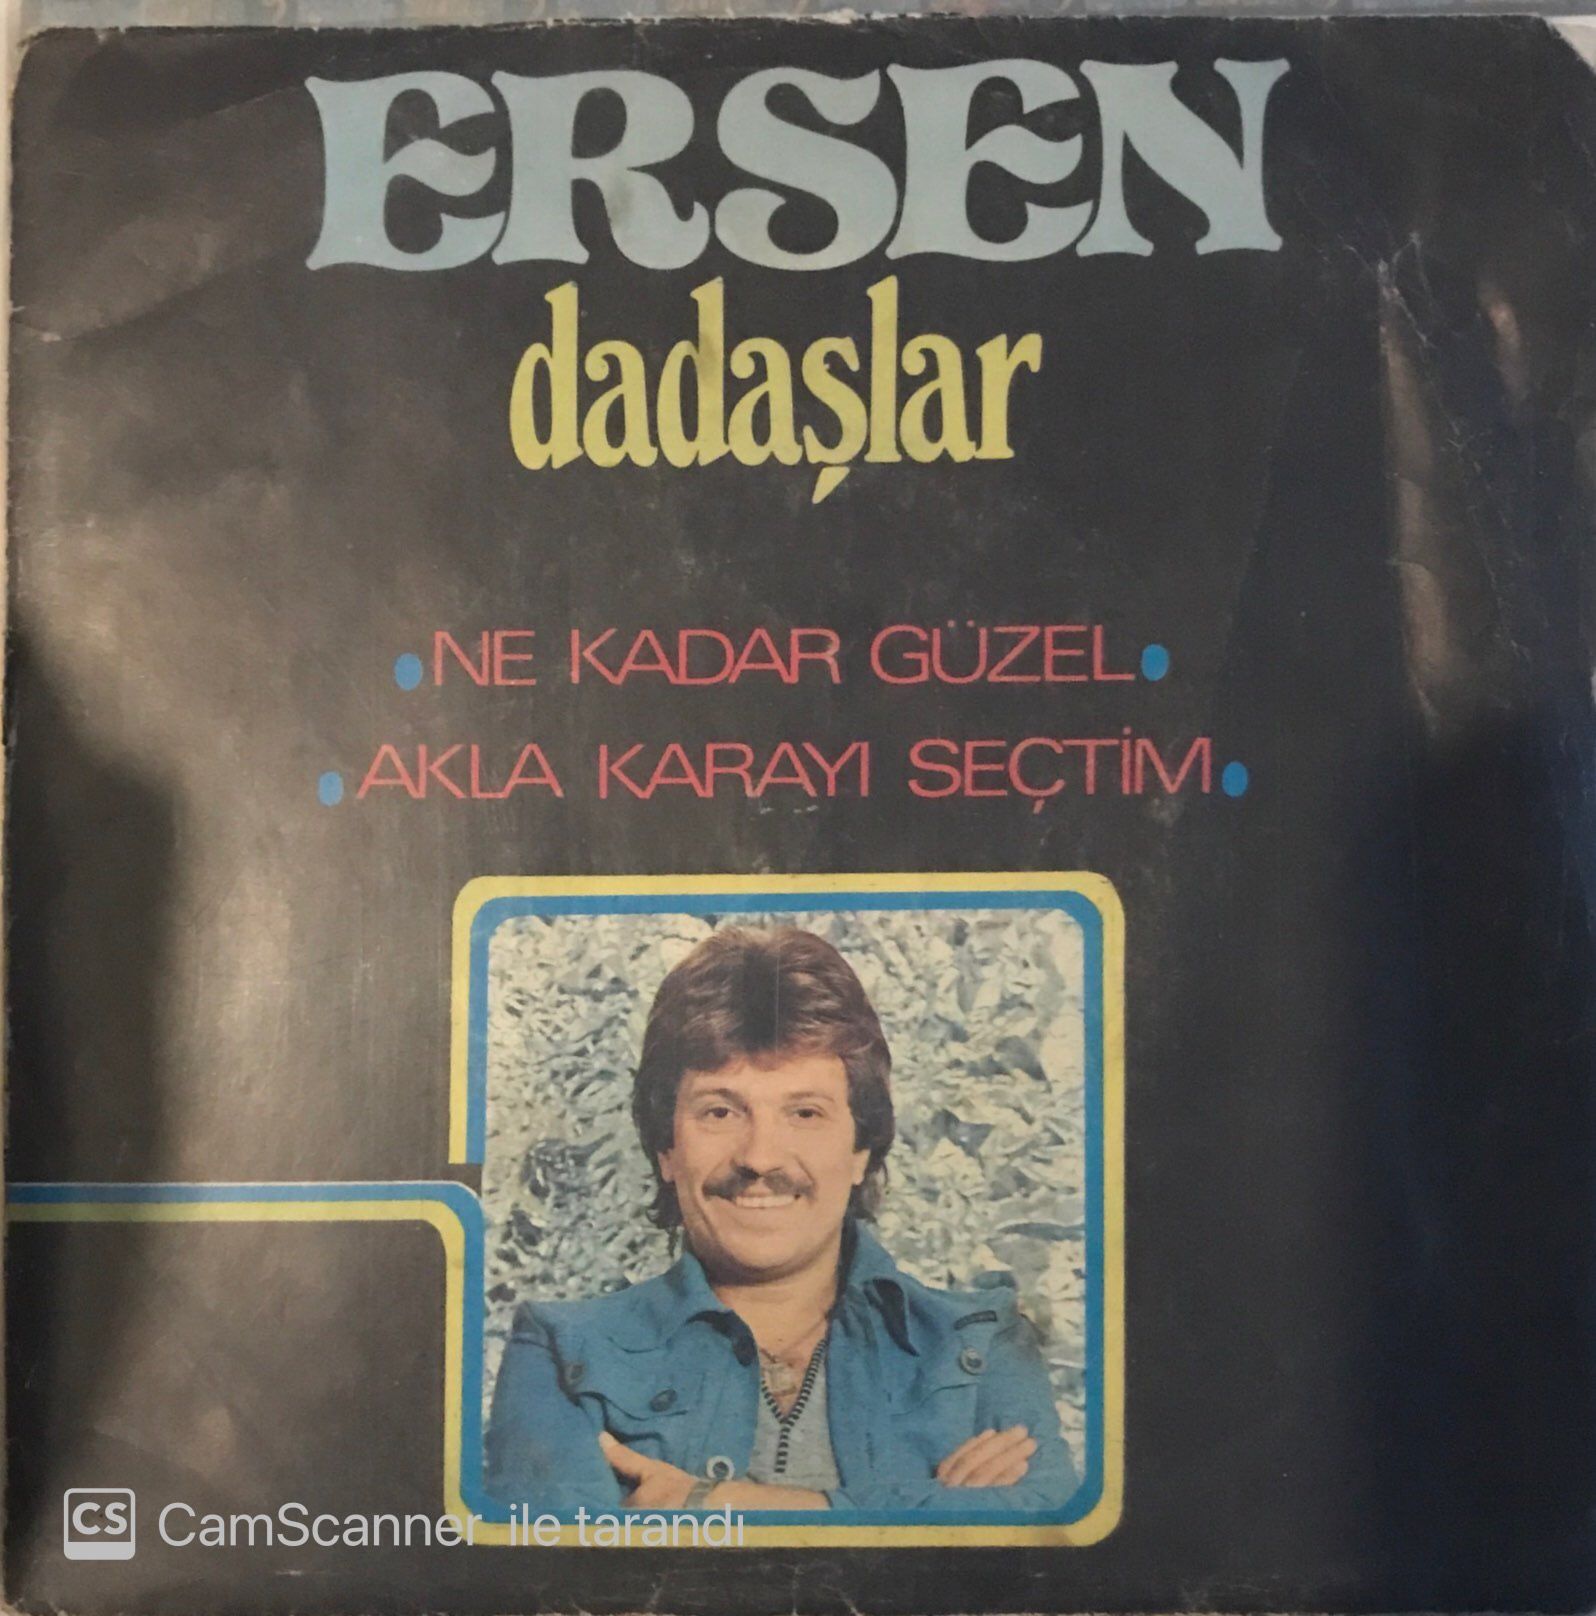 ERSEN
dadaşlar
•NE KADAR GÜZEL•
•AKLA KARAYI SEÇTİM•
CS CamScanner ile tarandı